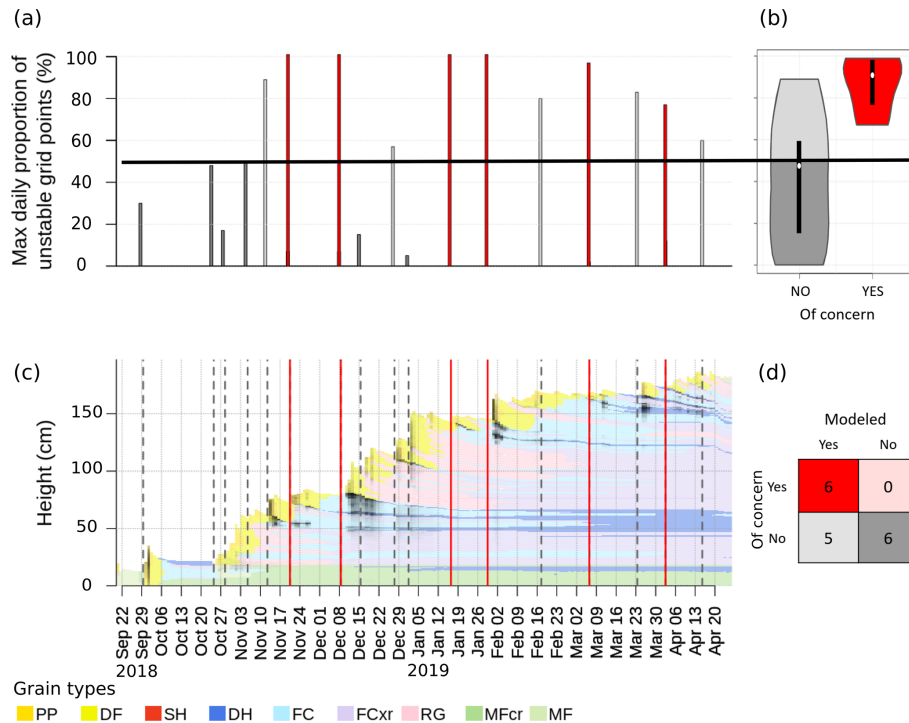 (a)
(b)
Max daily proportion of
unstable grid points (%)
100
80
60
40
20
0
NO
YES
Of concern
(c)
(d)
Height (cm)
150
100
50
0
Modeled
Yes
No
Of concern
Yes
6
0
No
5
6
Sep 22
Sep 29
Oct 06
Oct 13
Oct 20
Oct 27
Nov 03
Nov 10
Nov 17
Nov 24
Dec 01
Dec 08
Dec 15
Dec 22
Dec 29
Jan 05
Jan 12
Jan 19
Jan 26
Feb 02
Feb 09
Feb 16
Feb 23
Mar 02
Mar 09
Mar 16
Mar 23
Mar 30
Apr 06
Apr 13
Apr 20
2018
2019
Grain types
PP
DF
SH
DH
FC
FCxr
RG
MFcr
MF